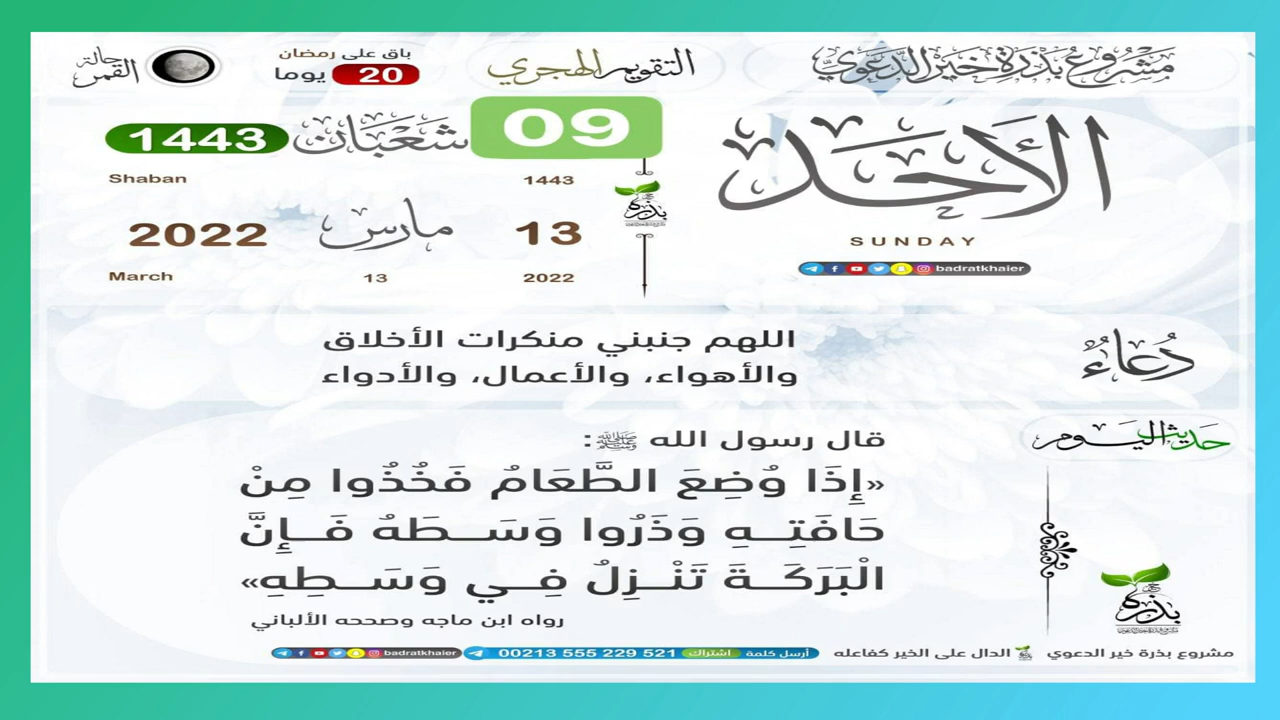 مشروع بذرة خير الدعوي
التقويم الهجري
باق على رمضان
20 يوما
حالة القمر
الأحد
SUNDAY
badratkhaier
09 شعبان 1443
1443 Shaban
13 مارس 2022
2022 13 March
بذرة خير
دعاء
اللهم جنبني منكرات الأخلاق
والأهواء، والأعمال، والأدواء
حديث اليوم
قال رسول الله ﷺ:
«إِذَا وُضِعَ الطَّعَامُ فَخُذُوا مِنْ
حَافَتِهِ وَذَرُوا وَسَطَهُ فَإِنَّ
الْبَرَكَةَ تَنْزِلُ فِي وَسَطِهِ»
رواه ابن ماجه وصححه الألباني
بذرة خير
مشروع بذرة خير الدعوي الدال على الخير كفاعله أرسل كلمة اشتراك 00213 555 229 521 badratkhaier